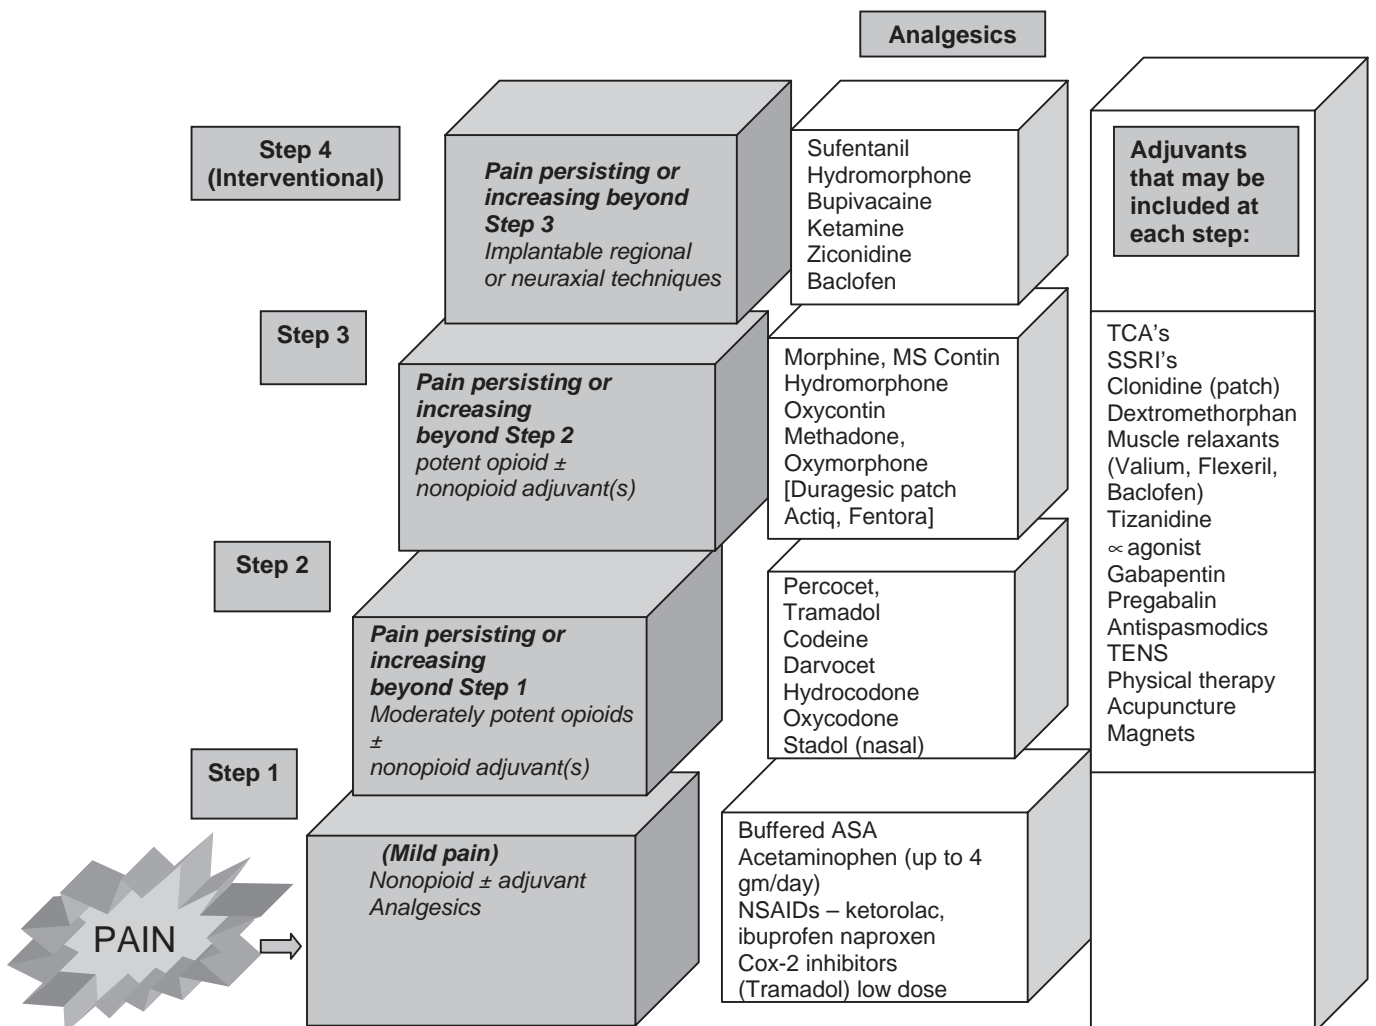 Analgesics
Step 4
(Interventional)
Pain persisting or
increasing beyond
Step 3
Implantable regional
or neuraxial techniques
Sufentanil
Hydromorphone
Bupivacaine
Ketamine
Ziconidine
Baclofen
Adjuvants
that may be
included at
each step:
Step 3
Pain persisting or
increasing
beyond Step 2
potent opioid ±
nonopioid adjuvant(s)
Morphine, MS Contin
Hydromorphone
Oxycontin
Methadone,
Oxymorphone
[Duragesic patch
Actiq, Fentora]
TCA's
SSRI's
Clonidine (patch)
Dextromethorphan
Muscle relaxants
(Valium, Flexeril,
Baclofen)
Tizanidine
∝ agonist
Gabapentin
Pregabalin
Antispasmodics
TENS
Physical therapy
Acupuncture
Magnets
Step 2
Pain persisting or
increasing
beyond Step 1
Moderately potent opioids
±
nonopioid adjuvant(s)
Percocet,
Tramadol
Codeine
Darvocet
Hydrocodone
Oxycodone
Stadol (nasal)
Step 1
(Mild pain)
Nonopioid ± adjuvant
Analgesics
Buffered ASA
Acetaminophen (up to 4
gm/day)
NSAIDs – ketorolac,
ibuprofen naproxen
Cox-2 inhibitors
(Tramadol) low dose
PAIN